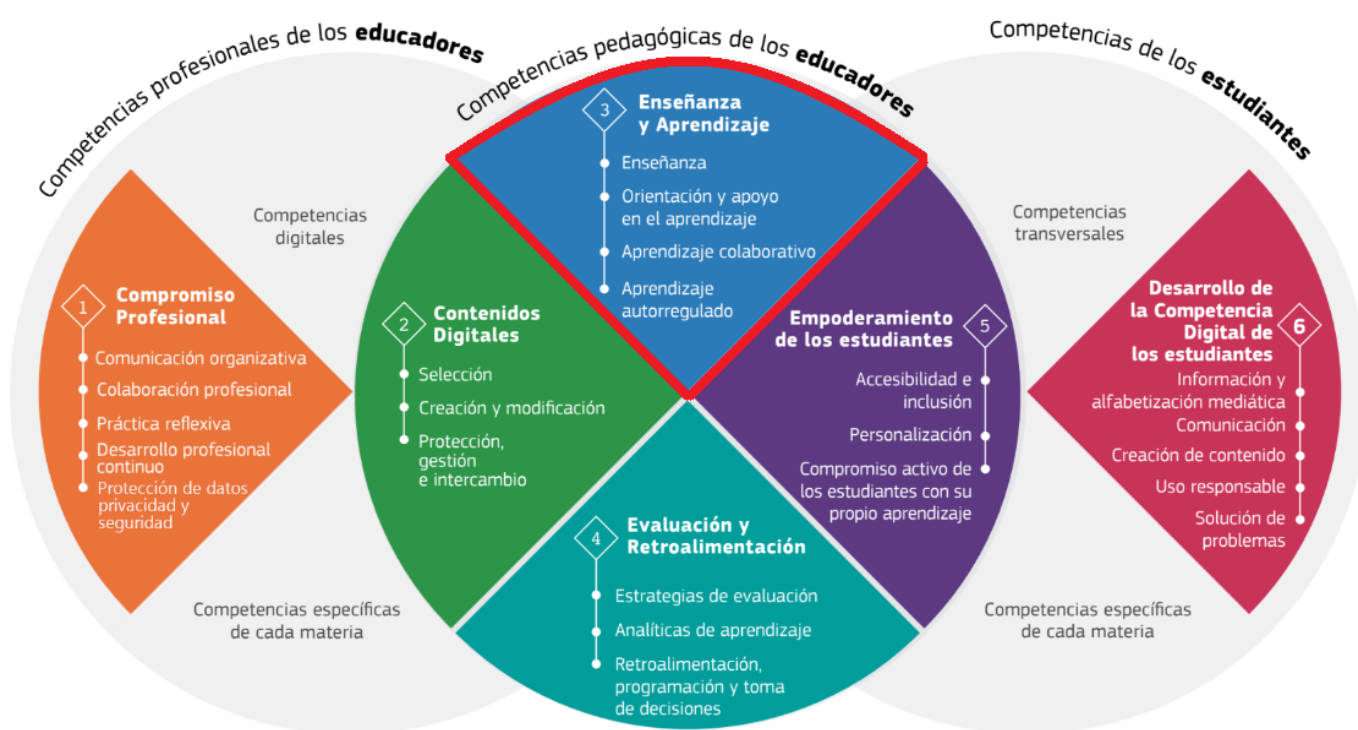 Competencias profesionales de los educadores
Competencias pedagógicas de los educadores
Competencias de los estudiantes
Competencias
digitales
1
Compromiso
Profesional
Comunicación organizativa
Colaboración profesional
Práctica reflexiva
Desarrollo profesional
continuo
Protección de datos,
privacidad y
seguridad
Competencias específicas
de cada materia
2
Contenidos
Digitales
Selección
Creación y modificación
Protección,
gestión
e intercambio
3
Enseñanza
y Aprendizaje
Enseñanza
Orientación y apoyo
en el aprendizaje
Aprendizaje colaborativo
Aprendizaje
autorregulado
4
Evaluación y
Retroalimentación
Estrategias de evaluación
Analíticas de aprendizaje
Retroalimentación,
programación y toma
de decisiones
5
Empoderamiento
de los estudiantes
Accesibilidad e
inclusión
Personalización
Compromiso activo de
los estudiantes con su
propio aprendizaje
Competencias
transversales
6
Desarrollo de
la Competencia
Digital de
los estudiantes
Información y
alfabetización mediática
Comunicación
Creación de contenido
Uso responsable
Solución de
problemas
Competencias específicas
de cada materia